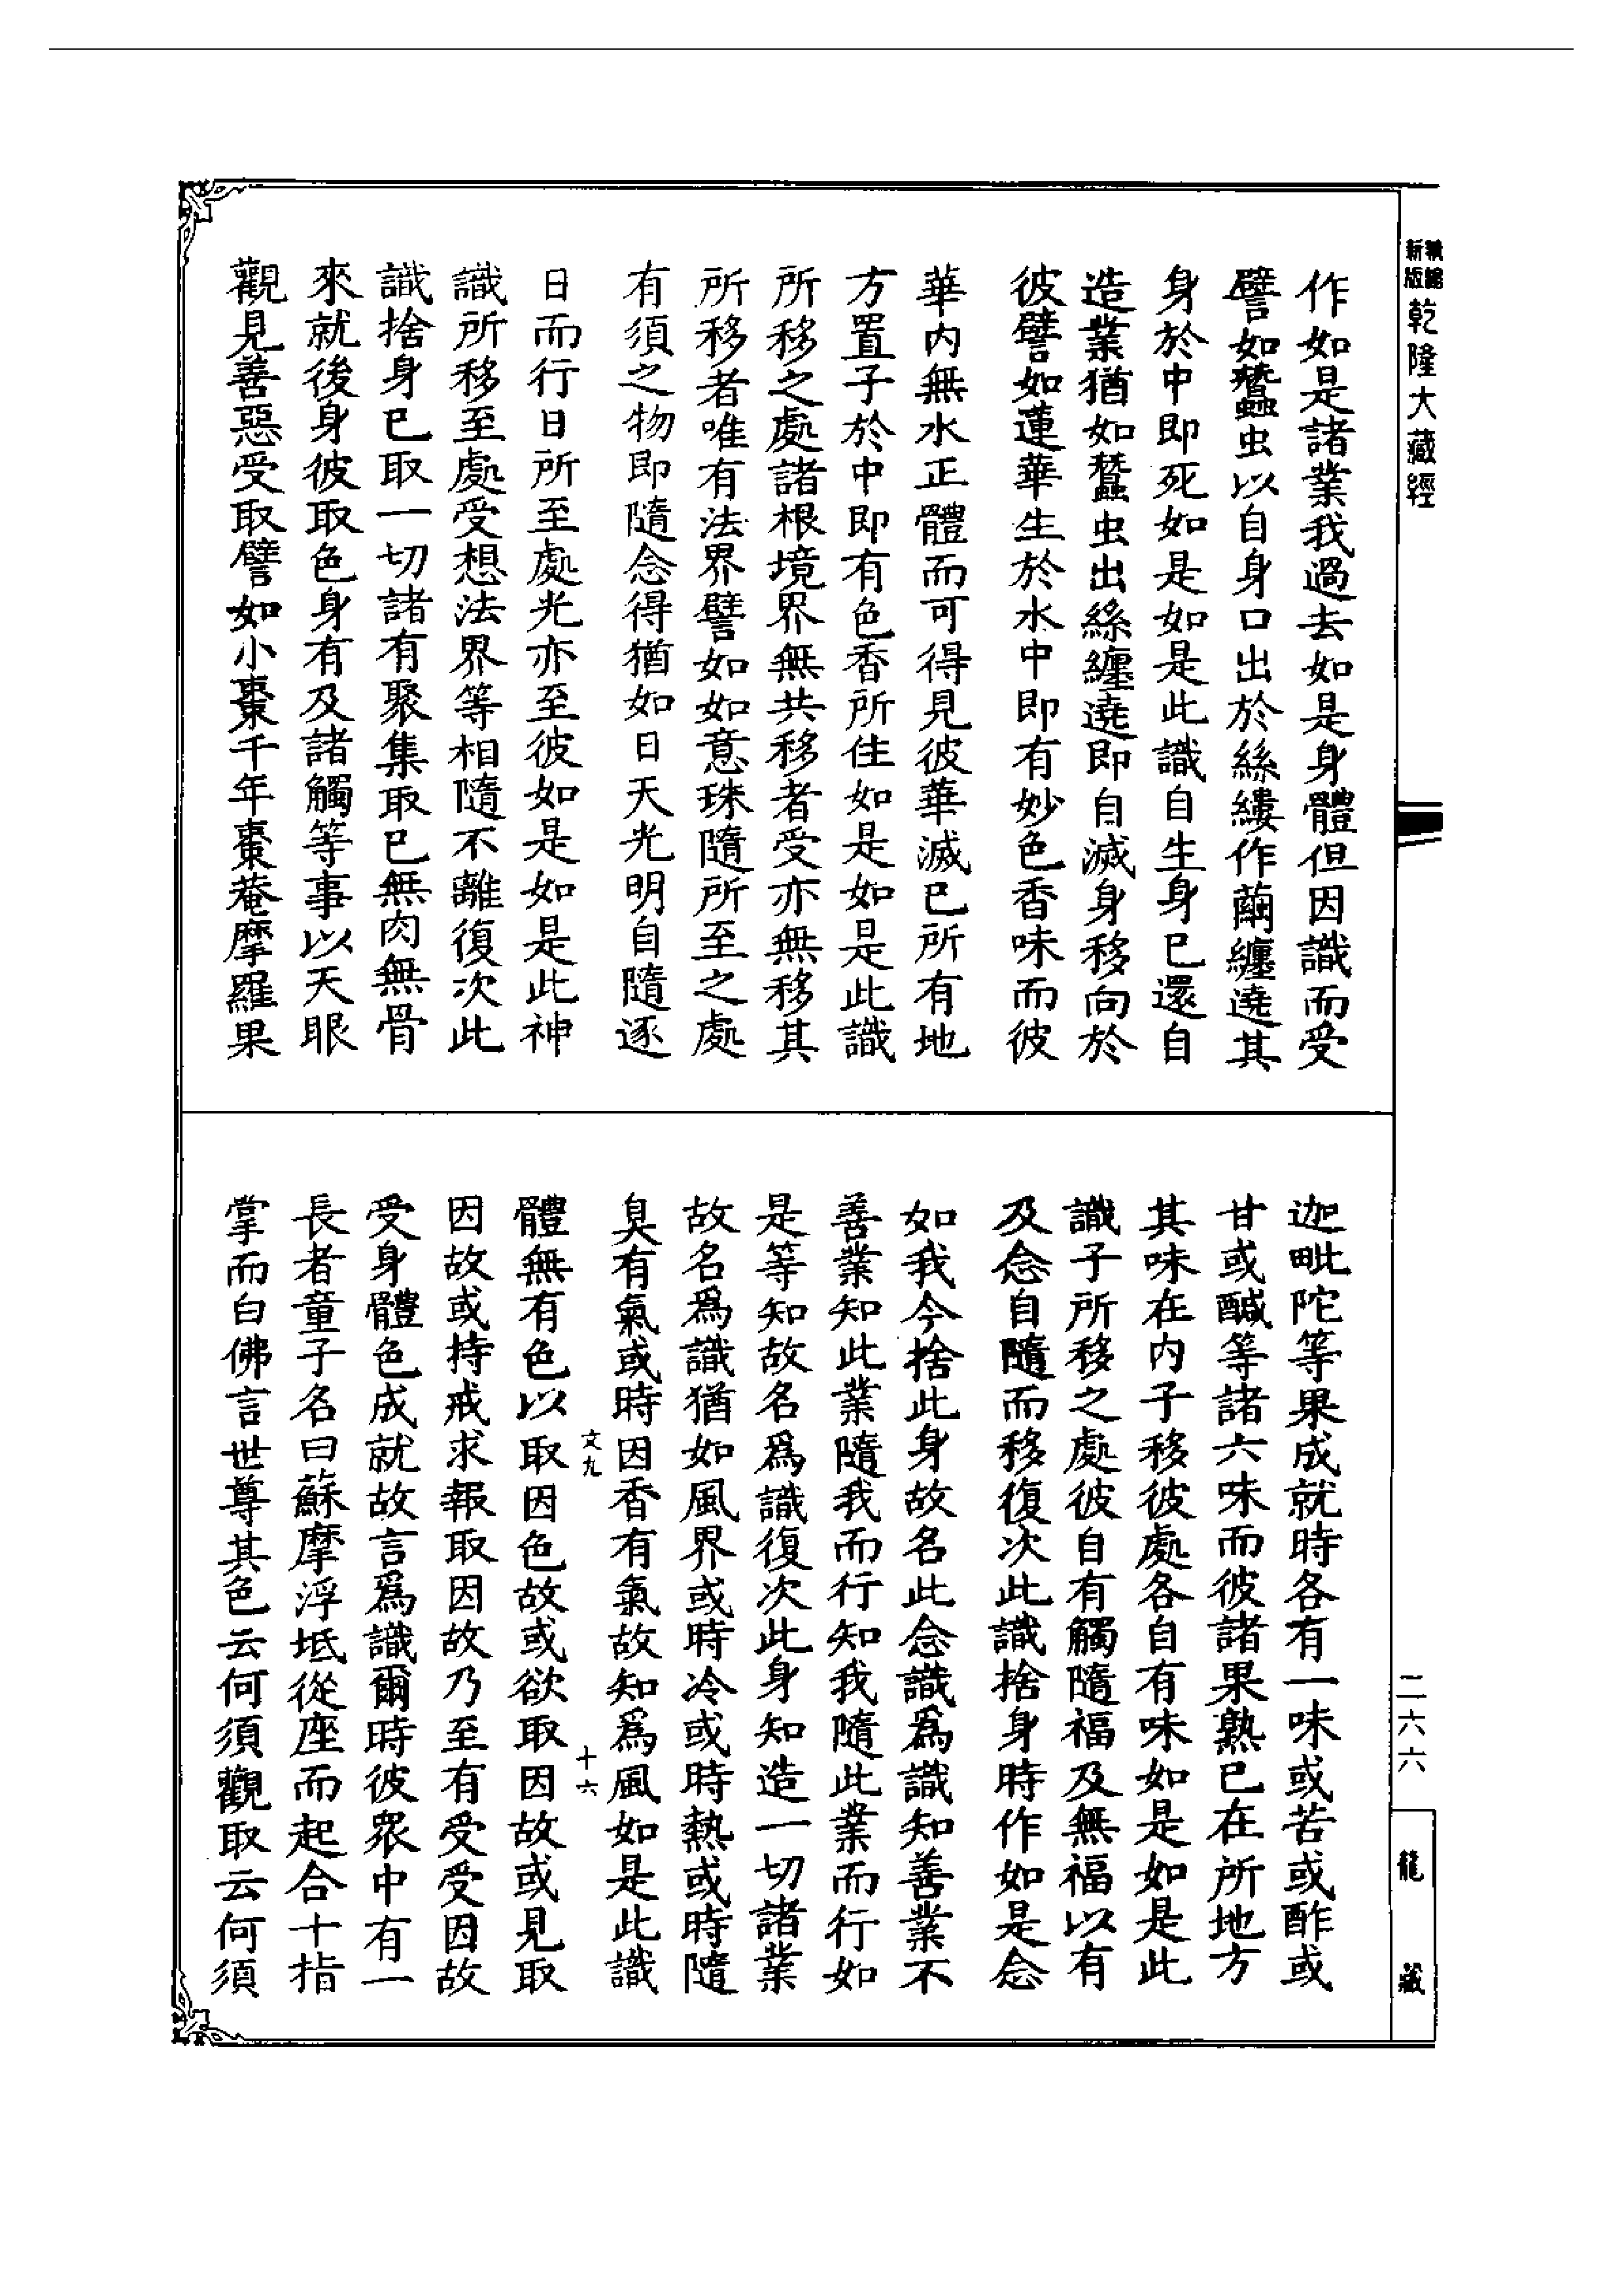 新版
精編
乾隆大藏經
作如是諸業我過去如是身體但因識而受
譬如蠶虫以自身口出於絲縷作繭纏遶其
身於中即死如是如是此識自生身已還自
造業猶如蠶虫出絲纏遶即自滅身移向於
彼譬如蓮華生於水中即有妙色香味而彼
華内無水正體而可得見彼華滅已所有地
方置子於中即有色香所住如是如是此識
所移之處諸根境界無共移者受亦無移其
所移者唯有法界譬如如意珠隨所至之處
有須之物即隨念得猶如日天光明自隨逐
日而行日所至處光亦至彼如是如是此神
識所移至處受想法界等相隨不離復次此
識捨身已取一切諸有聚集取已無肉無骨
來就後身彼取色身有及諸觸等事以天眼
觀見善惡受取譬如小棗千年棗菴摩羅果
迦毗陀等果成就時各有一味或苦或酢或
甘或醎等諸六味而彼諸果熟已在所地方
其味在内子移彼處各自有味如是如是此
識子所移之處彼自有觸隨福及無福以有
及念自隨而移復次此識捨身時作如是念
如我今捨此身故名此念識爲識知善業不
善業知此業隨我而行知我隨此業而行如
是等知故名爲識復次此身知造一切諸業
故名爲識猶如風界或時冷或時熱或時隨
臭有氣或時因香有氣故知爲風如是此識
文九
十六
體無有色以取因色故或欲取因故或見取
因故或持戒求報取因故乃至有受受因故
受身體色成就故言爲識爾時彼衆中有一
長者童子名曰蘇摩浮坻從座而起合十指
掌而白佛言世尊其色云何須觀取云何須
二六六
龍
藏